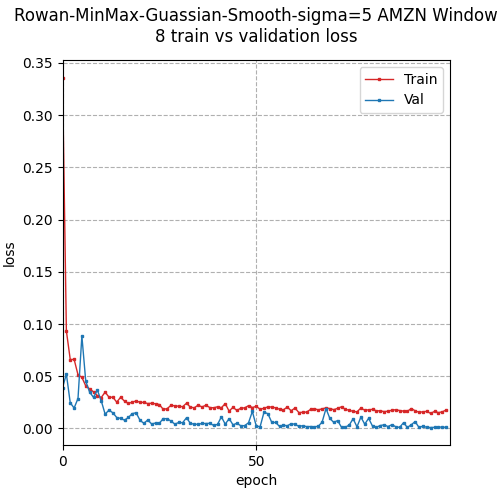 Rowan-MinMax-Guassian-Smooth-sigma=5 AMZN Window
8 train vs validation loss
0.35
0.30
0.25
0.20
0.15
0.10
0.05
0.00
loss
Train
Val
0
50
epoch